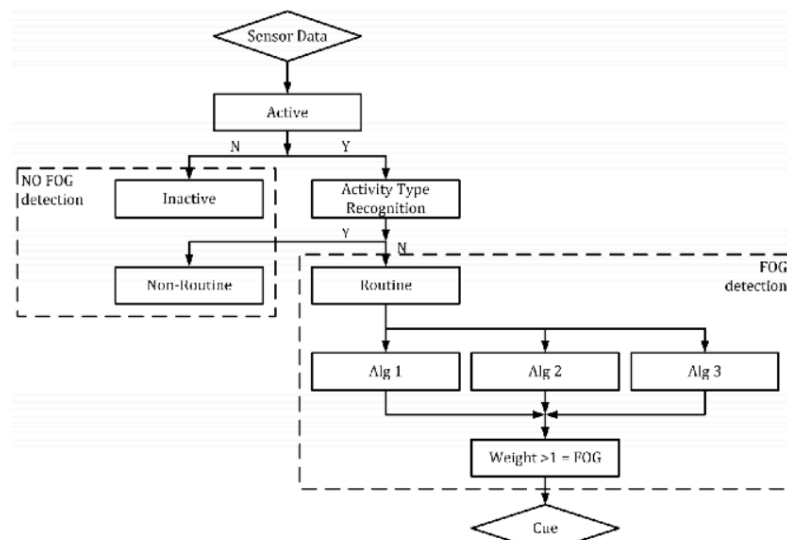 Sensor Data
Active
N
Y
NO FOG
detection
Inactive
Activity Type
Recognition
Y
N
FOG
detection
Non-Routine
Routine
Alg 1
Alg 2
Alg 3
Weight >1 = FOG
Cue